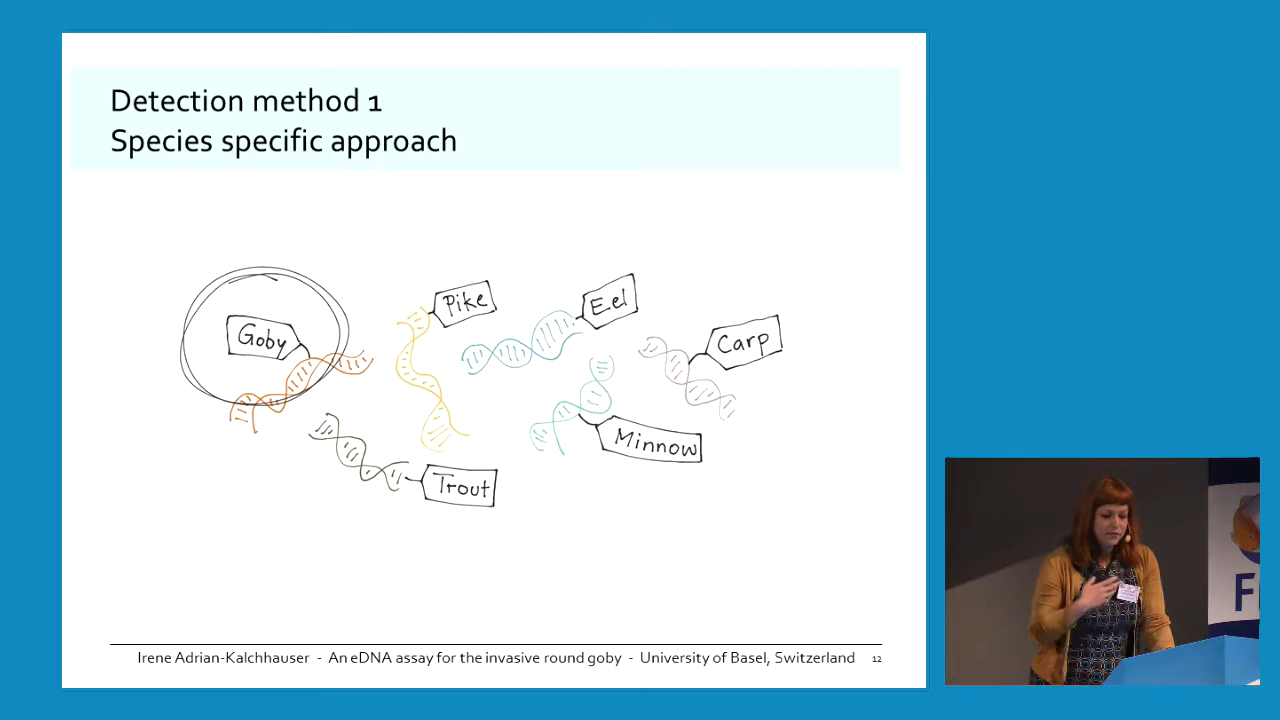 Detection method 1
Species specific approach
Goby
Pike
Eel
Carp
Minnow
Trout
Irene Adrian-Kalchhauser - An eDNA assay for the invasive round goby - University of Basel, Switzerland 12